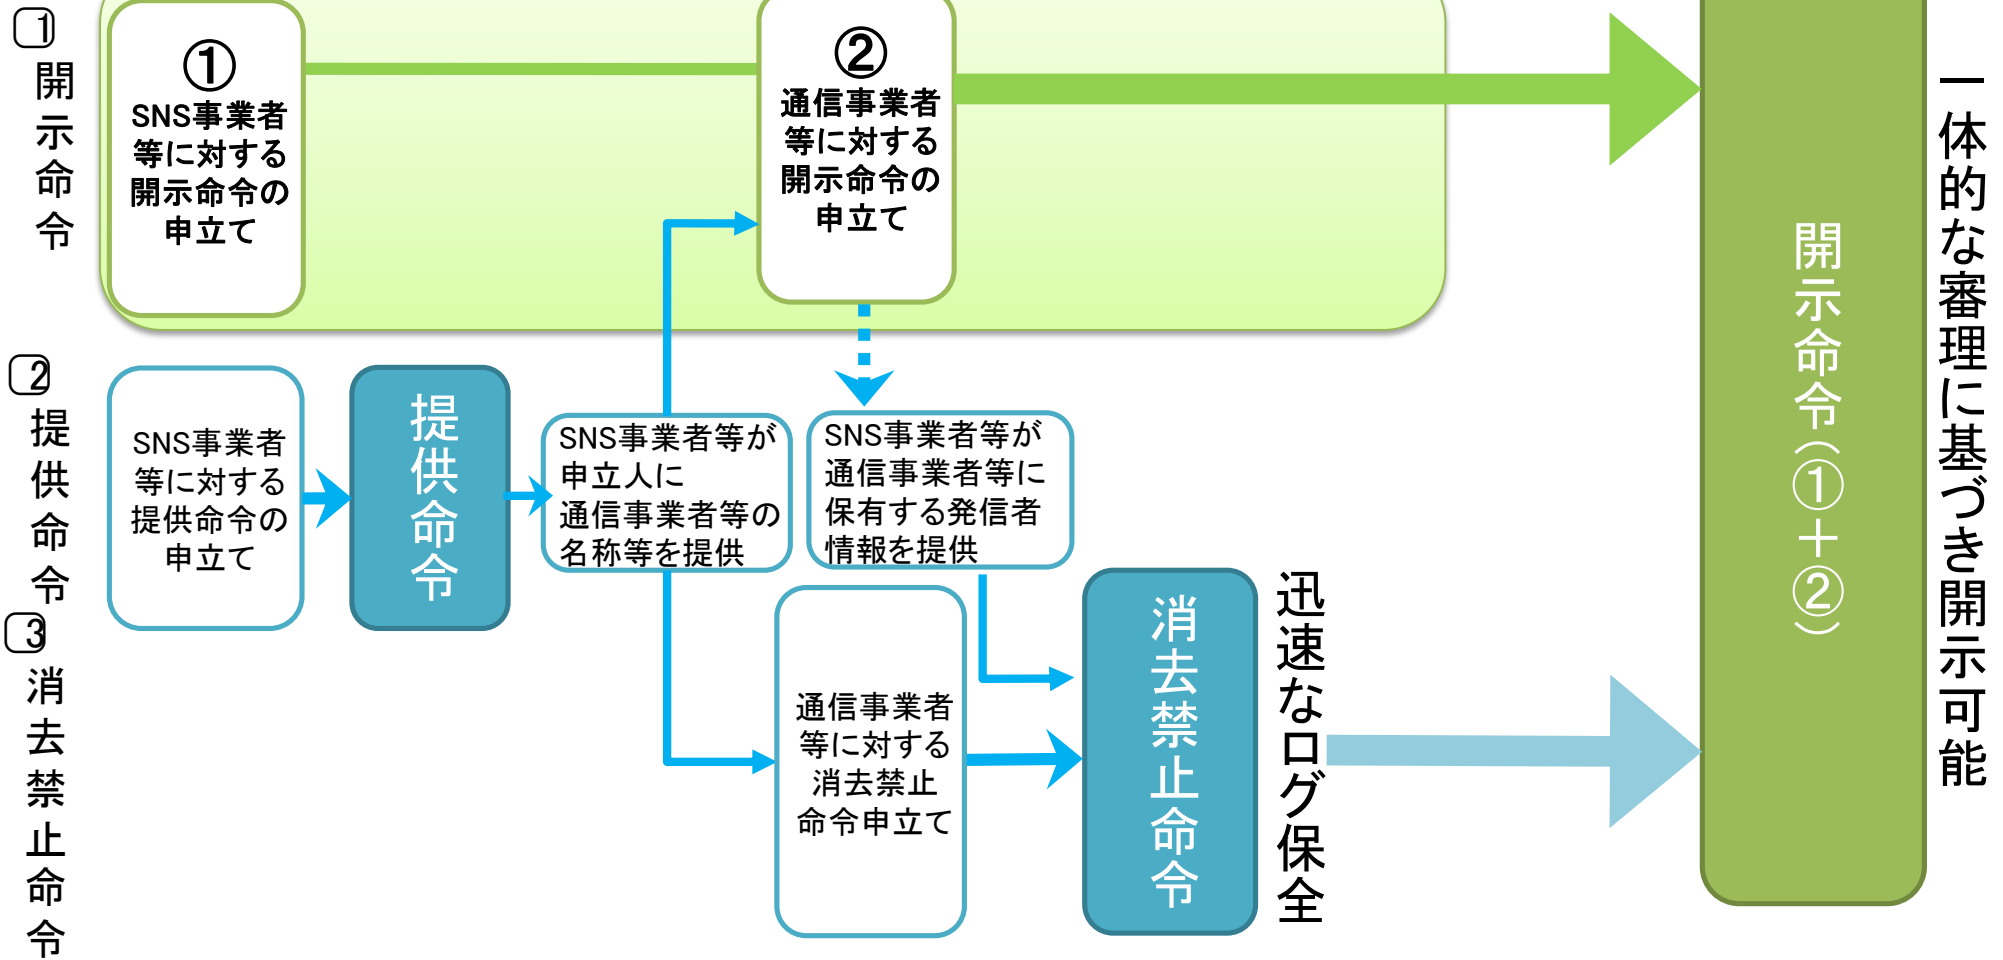 1
開示命令
①
SNS事業者
等に対する
開示命令の
申立て
②
通信事業者
等に対する
開示命令の
申立て
2
提供命令
SNS事業者
等に対する
提供命令の
申立て
提供命令
SNS事業者等が
申立人に
通信事業者等の
名称等を提供
SNS事業者等が
通信事業者等に
保有する発信者
情報を提供
3
消去禁止命令
通信事業者
等に対する
消去禁止
命令申立て
消去禁止命令
迅速なログ保全
開示命令(①+②)
一体的な審理に基づき開示可能